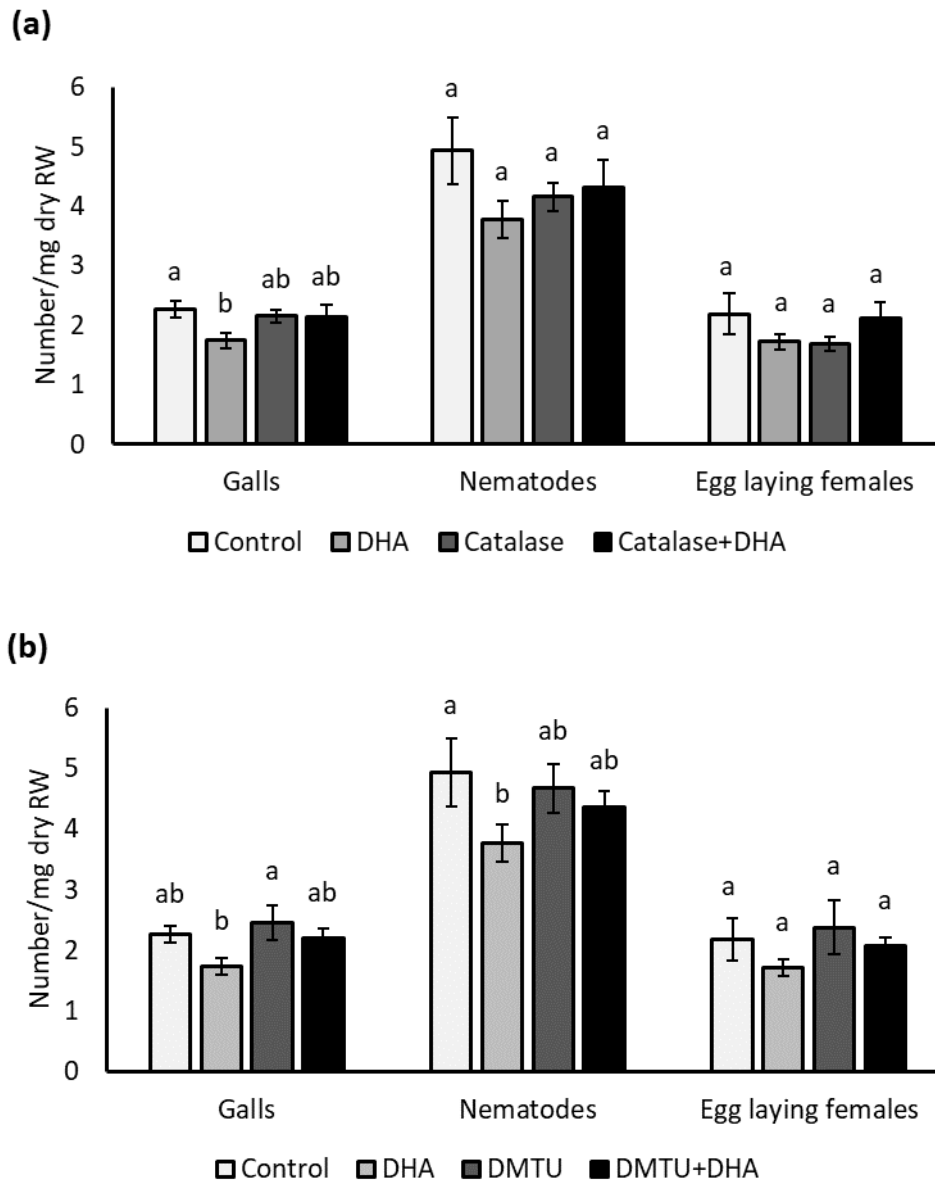 (a)
Number/mg dry RW
6
5
4
3
2
1
0
a b ab ab
a a a a
a a a a
Galls Nematodes Egg laying females
Control DHA Catalase Catalase+DHA
(b)
Number/mg dry RW
6
5
4
3
2
1
0
ab b a ab
a b ab ab
a a a a
Galls Nematodes Egg laying females
Control DHA DMTU DMTU+DHA